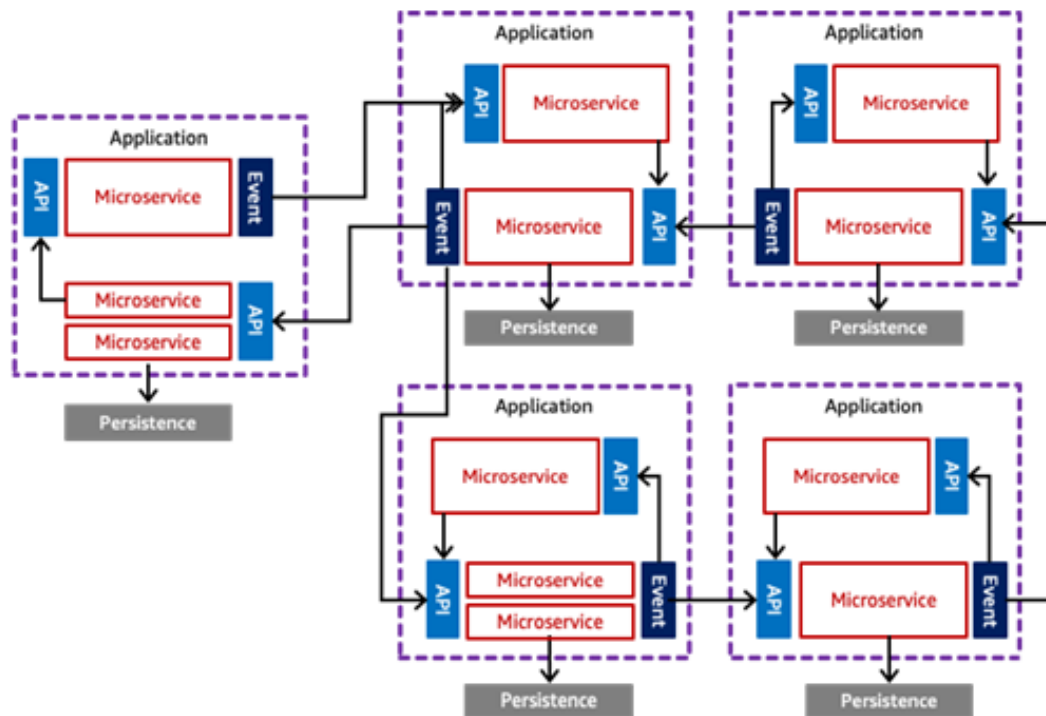 Application
API
Microservice
Event
Microservice
Microservice
API
Persistence
Application
API
Microservice
Event
Microservice
API
Persistence
Application
API
Microservice
Event
Microservice
API
Persistence
Application
Microservice
API
API
Microservice
Microservice
Event
Persistence
Application
Microservice
API
API
Microservice
Event
Persistence